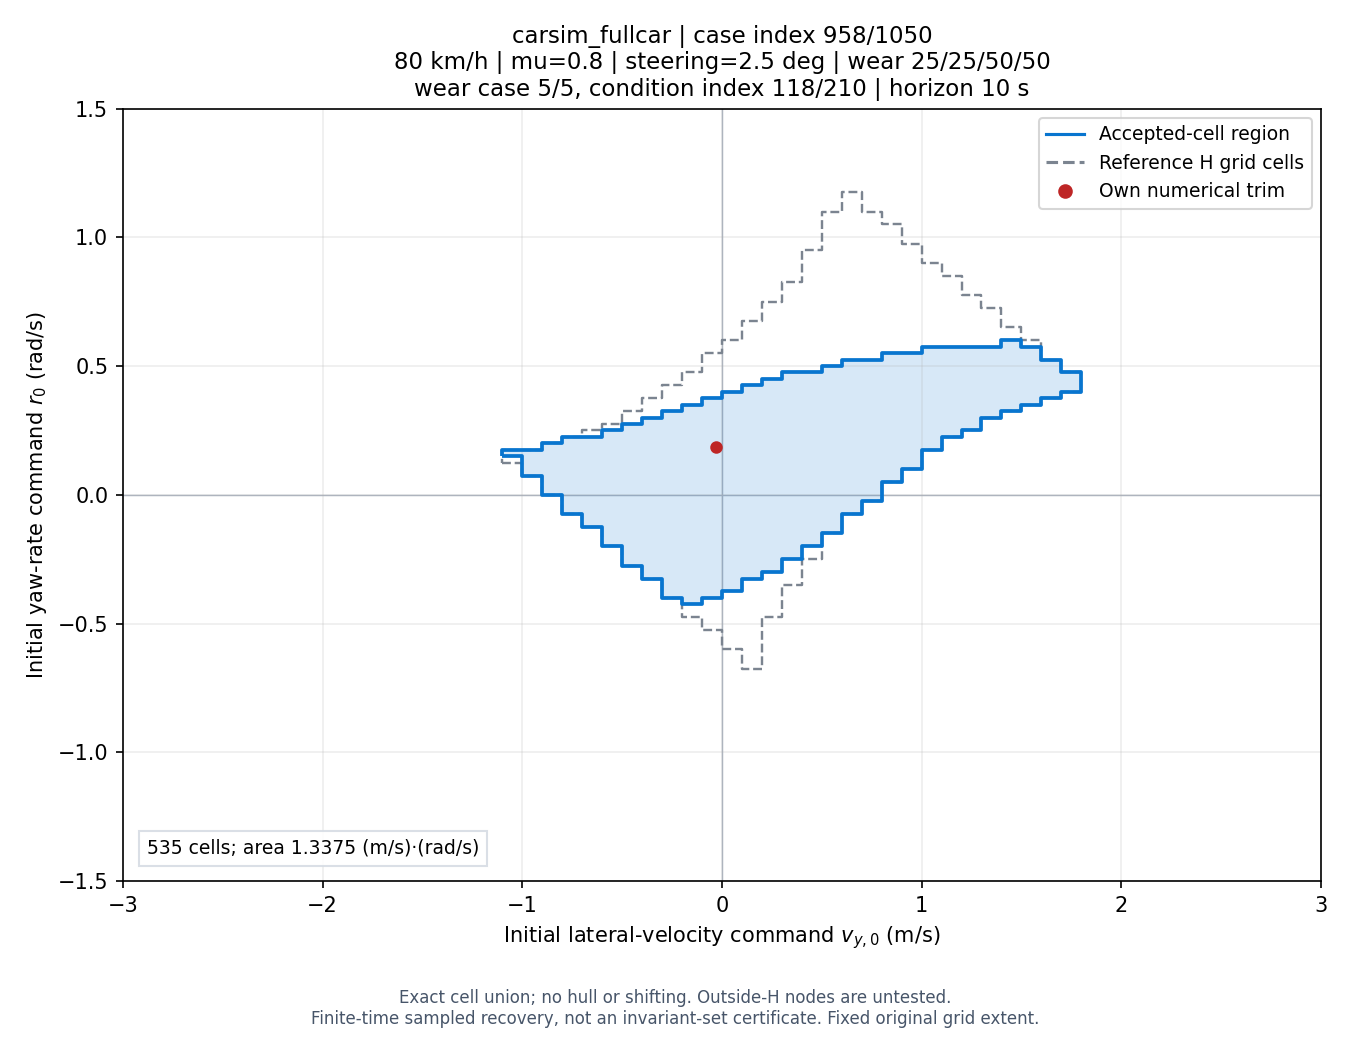 carsim_fullcar | case index 958/1050
80 km/h | mu=0.8 | steering=2.5 deg | wear 25/25/50/50
wear case 5/5, condition index 118/210 | horizon 10 s
Accepted-cell region
Reference H grid cells
Own numerical trim
1.5
1.0
0.5
0.0
−0.5
−1.0
−1.5
Initial yaw-rate command r₀ (rad/s)
535 cells; area 1.3375 (m/s)·(rad/s)
−3
−2
−1
0
1
2
3
Initial lateral-velocity command v_{y,0} (m/s)
Exact cell union; no hull or shifting. Outside-H nodes are untested.
Finite-time sampled recovery, not an invariant-set certificate. Fixed original grid extent.